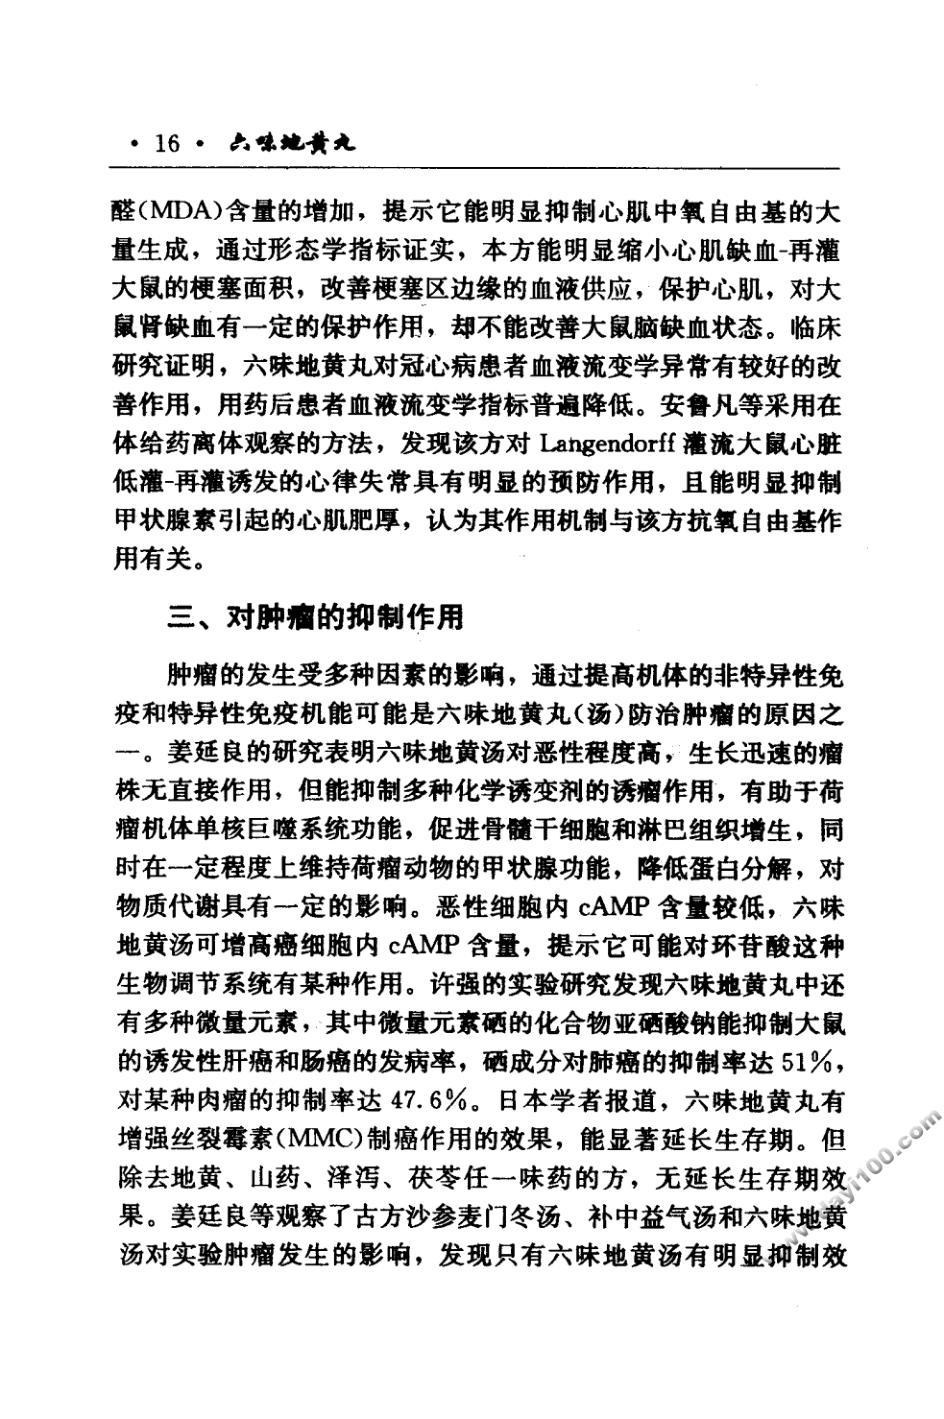 · 16 · 六味地黄丸
醛(MDA)含量的增加，提示它能明显抑制心肌中氧自由基的大
量生成，通过形态学指标证实，本方能明显缩小心肌缺血-再灌
大鼠的梗塞面积，改善梗塞区边缘的血液供应，保护心肌，对大
鼠肾缺血有一定的保护作用，却不能改善大鼠脑缺血状态。临床
研究证明，六味地黄丸对冠心病患者血液流变学异常有较好的改
善作用，用药后患者血液流变学指标普遍降低。安鲁凡等采用在
体给药离体观察的方法，发现该方对 Langendorff 灌流大鼠心脏
低灌-再灌诱发的心律失常具有明显的预防作用，且能明显抑制
甲状腺素引起的心肌肥厚，认为其作用机制与该方抗氧自由基作
用有关。
三、对肿瘤的抑制作用
肿瘤的发生受多种因素的影响，通过提高机体的非特异性免
疫和特异性免疫机能可能是六味地黄丸(汤)防治肿瘤的原因之
一。姜延良的研究表明六味地黄汤对恶性程度高，生长迅速的瘤
株无直接作用，但能抑制多种化学诱变剂的诱瘤作用，有助于荷
瘤机体单核巨噬系统功能，促进骨髓干细胞和淋巴组织增生，同
时在一定程度上维持荷瘤动物的甲状腺功能，降低蛋白分解，对
物质代谢具有一定的影响。恶性细胞内 cAMP 含量较低，六味
地黄汤可增高癌细胞内 cAMP 含量，提示它可能对环苷酸这种
生物调节系统有某种作用。许强的实验研究发现六味地黄丸中还
有多种微量元素，其中微量元素硒的化合物亚硒酸钠能抑制大鼠
的诱发性肝癌和肠癌的发病率，硒成分对肺癌的抑制率达 51%，
对某种肉瘤的抑制率达 47.6%。日本学者报道，六味地黄丸有
增强丝裂霉素(MMC)制癌作用的效果，能显著延长生存期。但
除去地黄、山药、泽泻、茯苓任一味药的方，无延长生存期效
果。姜廷良等观察了古方沙参麦门冬汤、补中益气汤和六味地黄
汤对实验肿瘤发生的影响，发现只有六味地黄汤有明显抑制效